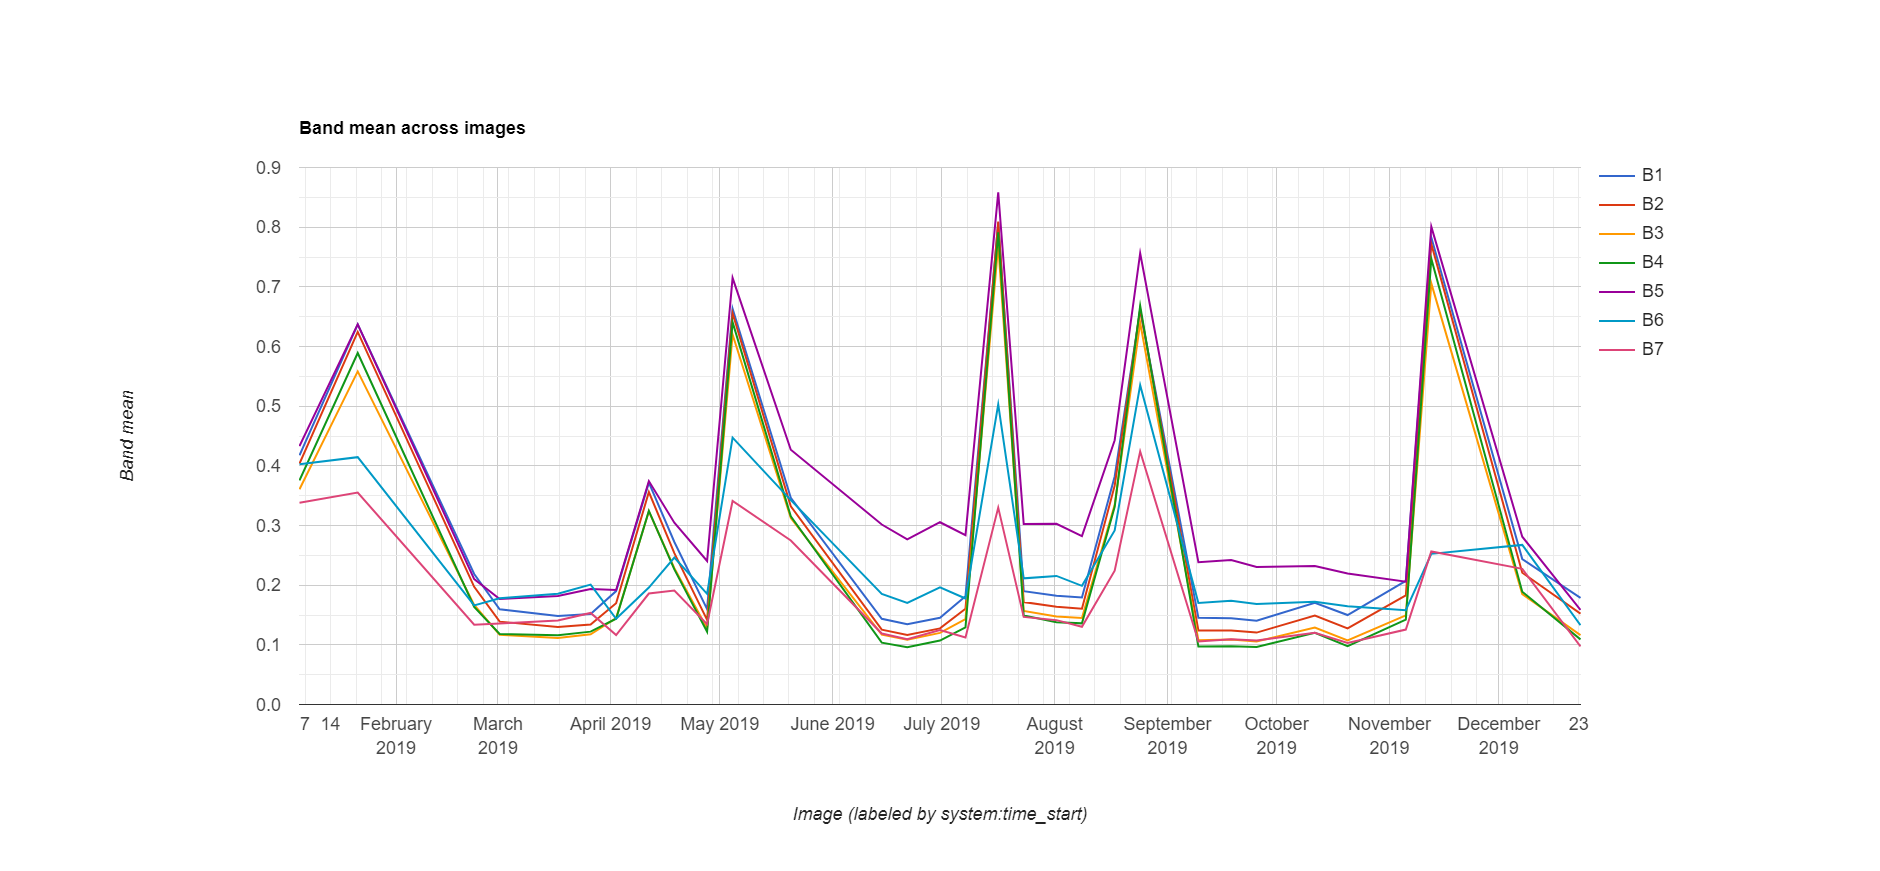 Band mean across images
0.9
0.8
0.7
0.6
0.5
0.4
0.3
0.2
0.1
0.0
Band mean
7 14 February 2019 March 2019 April 2019 May 2019 June 2019 July 2019 August 2019 September 2019 October 2019 November 2019 December 2019 23
Image (labeled by system:time_start)
B1
B2
B3
B4
B5
B6
B7